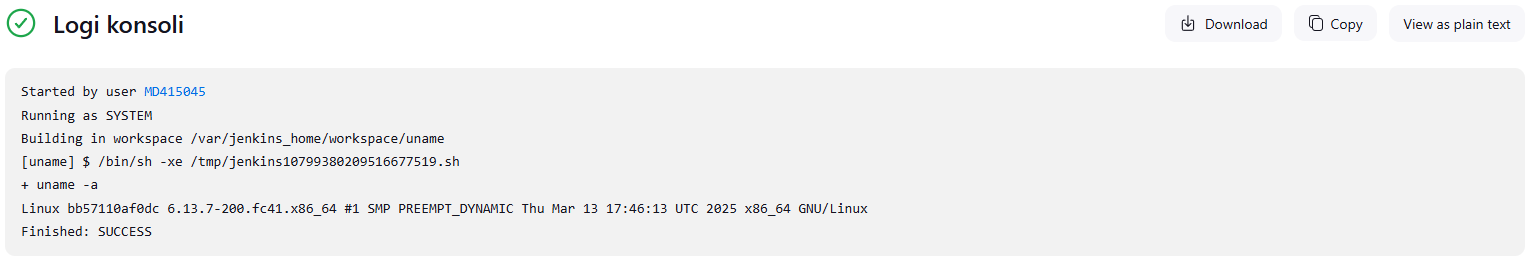 Logi konsoli
Download
Copy
View as plain text
Started by user MD415045
Running as SYSTEM
Building in workspace /var/jenkins_home/workspace/uname
[uname] $ /bin/sh -xe /tmp/jenkins10799380209516677519.sh
+ uname -a
Linux bb57110af0dc 6.13.7-200.fc41.x86_64 #1 SMP PREEMPT_DYNAMIC Thu Mar 13 17:46:13 UTC 2025 x86_64 GNU/Linux
Finished: SUCCESS